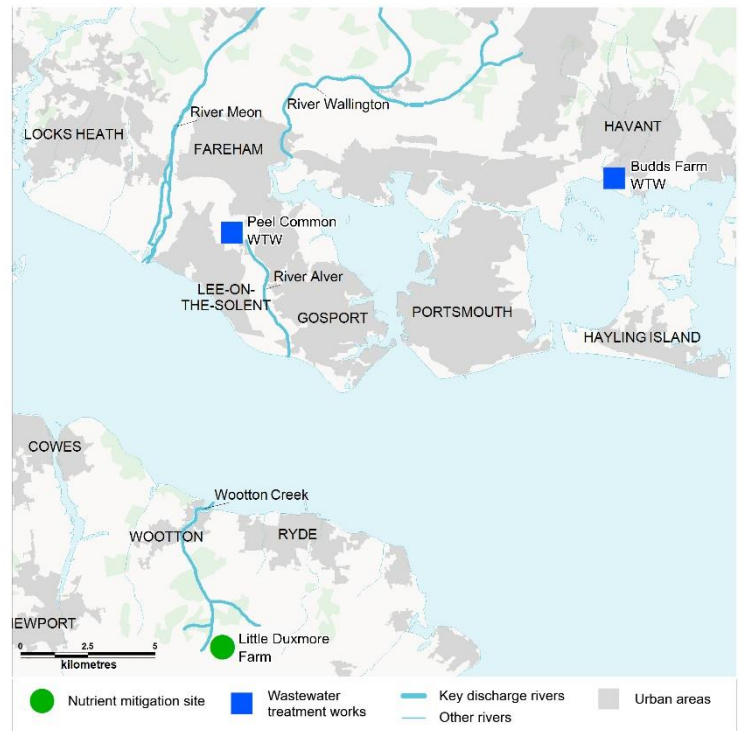 River Meon
River Wallington
LOCKS HEATH
FAREHAM
HAVANT
Budds Farm
WTW
Peel Common
WTW
River Alver
LEE-ON-
THE-SOLENT
GOSPORT
PORTSMOUTH
HAYLING ISLAND
COWES
Wootton Creek
WOOTTON
RYDE
EWPORT
Little Duxmore
Farm
0 2.5 5
kilometres
Nutrient mitigation site
Wastewater
treatment works
Key discharge rivers
Other rivers
Urban areas